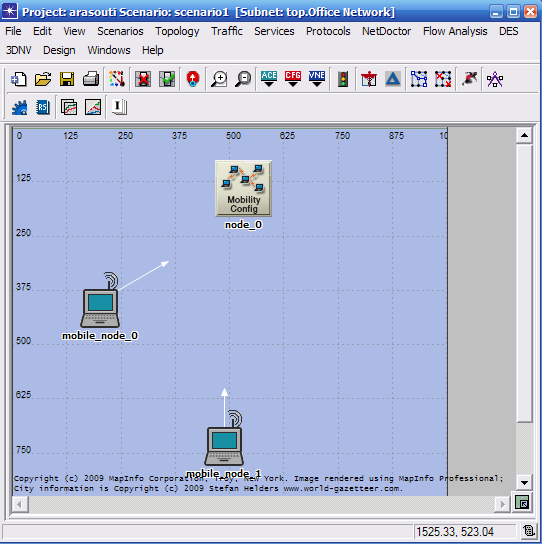 Project: arasouti Scenario: scenario1 [Subnet: top.Office Network]
File Edit View Scenarios Topology Traffic Services Protocols NetDoctor Flow Analysis DES
3DNV Design Windows Help
ACE CFG VNE
ERS
0 125 250 375 500 625 750 875 10
125
Mobility
Config
node_0
250
375
mobile_node_0
500
625
750
mobile_node_1
Copyright (c) 2009 MapInfo Corporation, Troy, New York. Image rendered using MapInfo Professional;
City information is Copyright (c) 2009 Stefan Helders www.world-gazetteer.com.
1525.33, 523.04